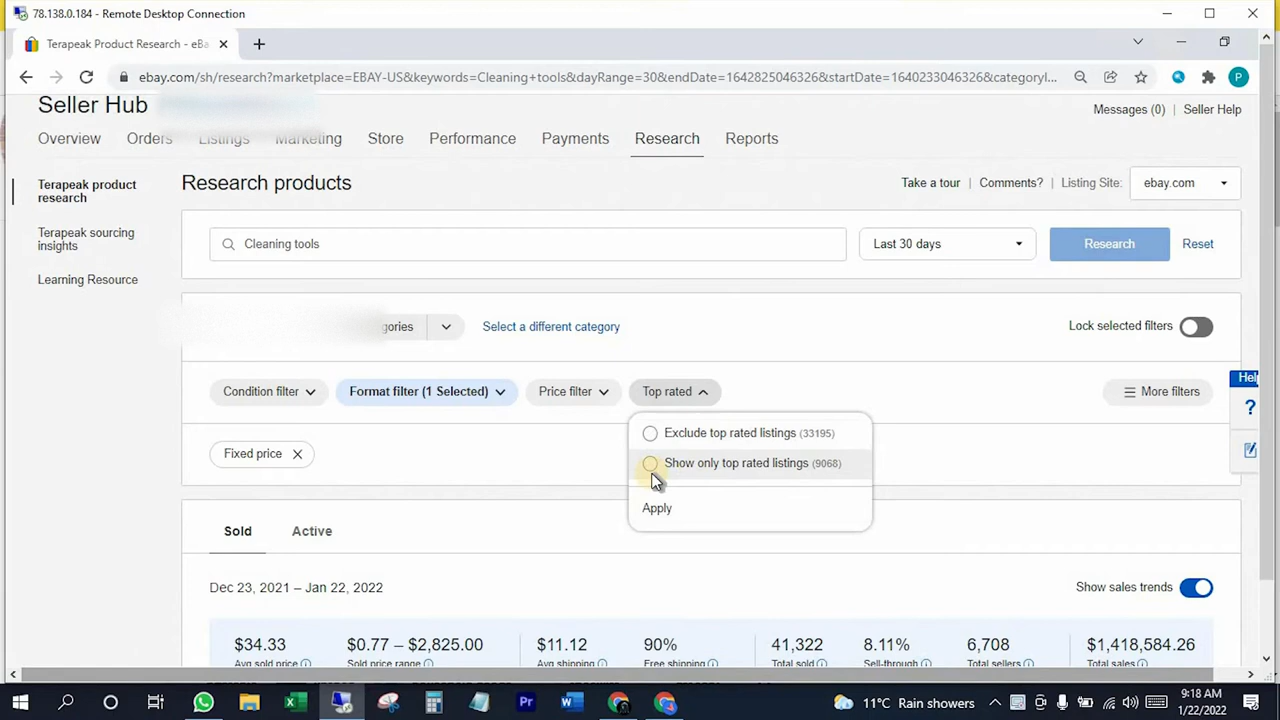 78.138.0.184 - Remote Desktop Connection
Terapeak Product Research - eBa
ebay.com/sh/research?marketplace=EBAY-US&keywords=Cleaning+tools&dayRange=30&endDate=1642825046326&startDate=1640233046326&categoryl...
P
Seller Hub
Messages (0) | Seller Help
Overview Orders Listings Marketing Store Performance Payments Research Reports
Terapeak product research
Terapeak sourcing insights
Learning Resource
Research products
Take a tour | Comments? | Listing Site: ebay.com
Cleaning tools
Last 30 days
Research
Reset
gories
Select a different category
Lock selected filters
Condition filter
Format filter (1 Selected)
Price filter
Top rated
More filters
Help
?
Exclude top rated listings (33195)
Show only top rated listings (9068)
Apply
Fixed price
Sold Active
Dec 23, 2021 – Jan 22, 2022
Show sales trends
$34.33 $0.77 – $2,825.00 $11.12 90% 41,322 8.11% 6,708 $1,418,584.26
Avg sold price Sold price range Avg shipping Free shipping Total sold Sell-through Total sellers Total sales
11°C Rain showers
9:18 AM
1/22/2022